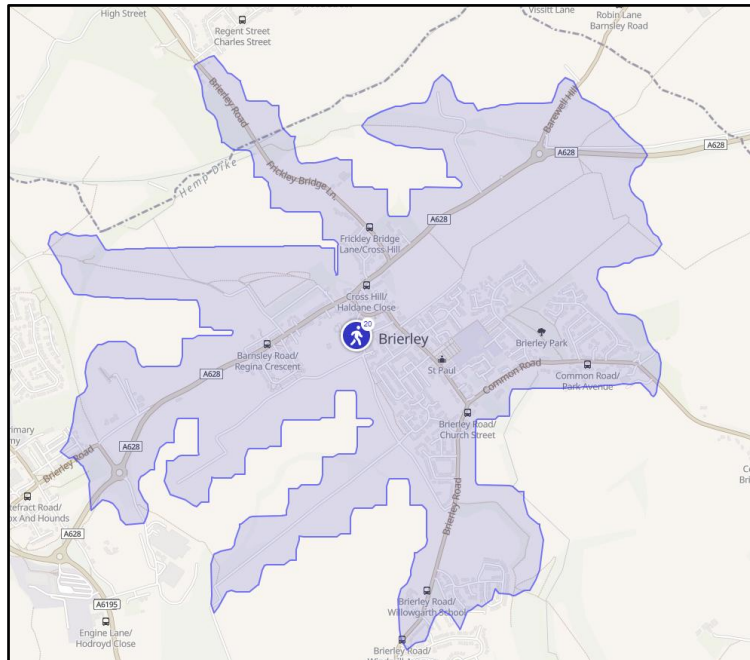 High Street
Regent Street
Charles Street
Vissitt Lane
Robin Lane
Barnsley Road
Brierley Road
Barewell Hill
A628
A628
Hemp Dike
Frickley Bridge Ln.
A628
Frickley Bridge
Lane/Cross Hill
Cross Hill/
Haldane Close
20
Brierley
Brierley Park
Barnsley Road/
Regina Crescent
St Paul
A628
Common Road
Common Road/
Park Avenue
Brierley Road/
Church Street
A628
Brierley Road
Brierley Road
A628
A6195
Engine Lane/
Hodroyd Close
Brierley Road/
Willowgarth School
Brierley Road/